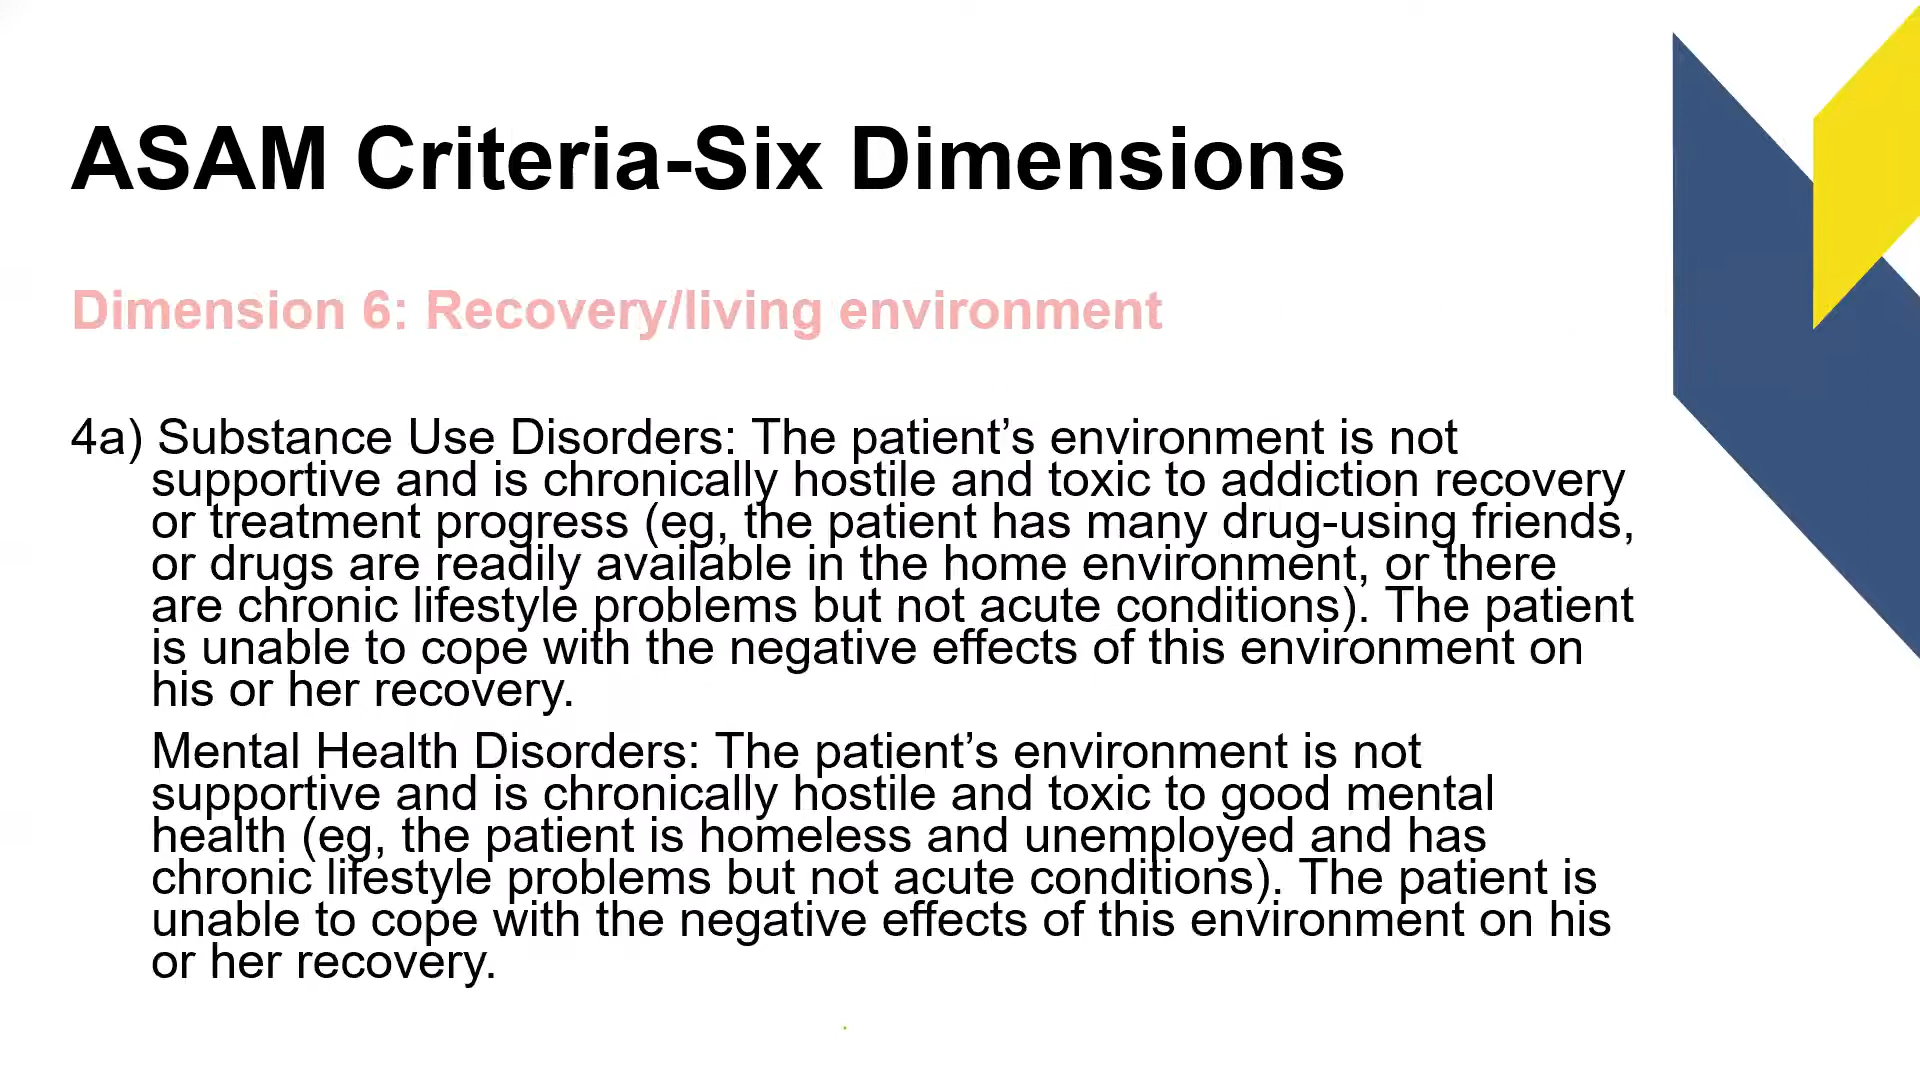 ASAM Criteria-Six Dimensions
Dimension 6: Recovery/living environment
4a) Substance Use Disorders: The patient’s environment is not
supportive and is chronically hostile and toxic to addiction recovery
or treatment progress (eg, the patient has many drug-using friends,
or drugs are readily available in the home environment, or there
are chronic lifestyle problems but not acute conditions). The patient
is unable to cope with the negative effects of this environment on
his or her recovery.
Mental Health Disorders: The patient’s environment is not
supportive and is chronically hostile and toxic to good mental
health (eg, the patient is homeless and unemployed and has
chronic lifestyle problems but not acute conditions). The patient is
unable to cope with the negative effects of this environment on his
or her recovery.